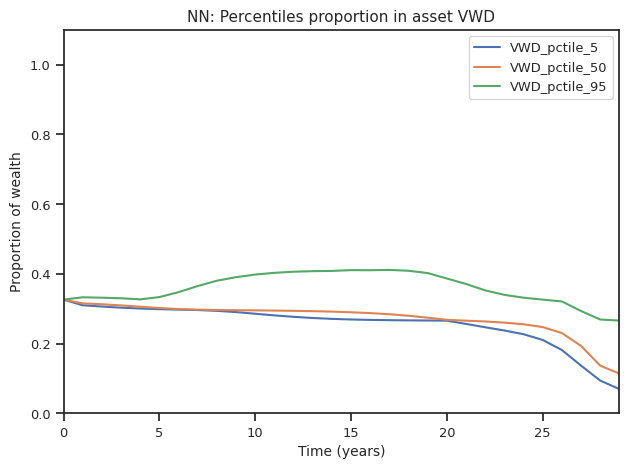 NN: Percentiles proportion in asset VWD
VWD_pctile_5
VWD_pctile_50
VWD_pctile_95
Proportion of wealth
1.0
0.8
0.6
0.4
0.2
0.0
0 5 10 15 20 25
Time (years)